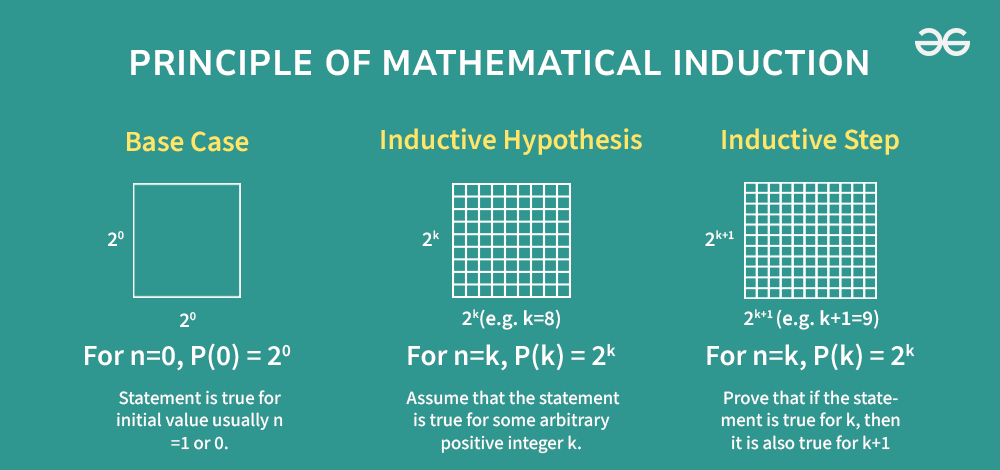 PRINCIPLE OF MATHEMATICAL INDUCTION
Base Case
2⁰
2⁰
For n=0, P(0) = 2⁰
Statement is true for
initial value usually n
=1 or 0.
Inductive Hypothesis
2ᵏ
2ᵏ(e.g. k=8)
For n=k, P(k) = 2ᵏ
Assume that the statement
is true for some arbitrary
positive integer k.
Inductive Step
2ᵏ⁺¹
2ᵏ⁺¹ (e.g. k+1=9)
For n=k, P(k) = 2ᵏ
Prove that if the state-
ment is true for k, then
it is also true for k+1